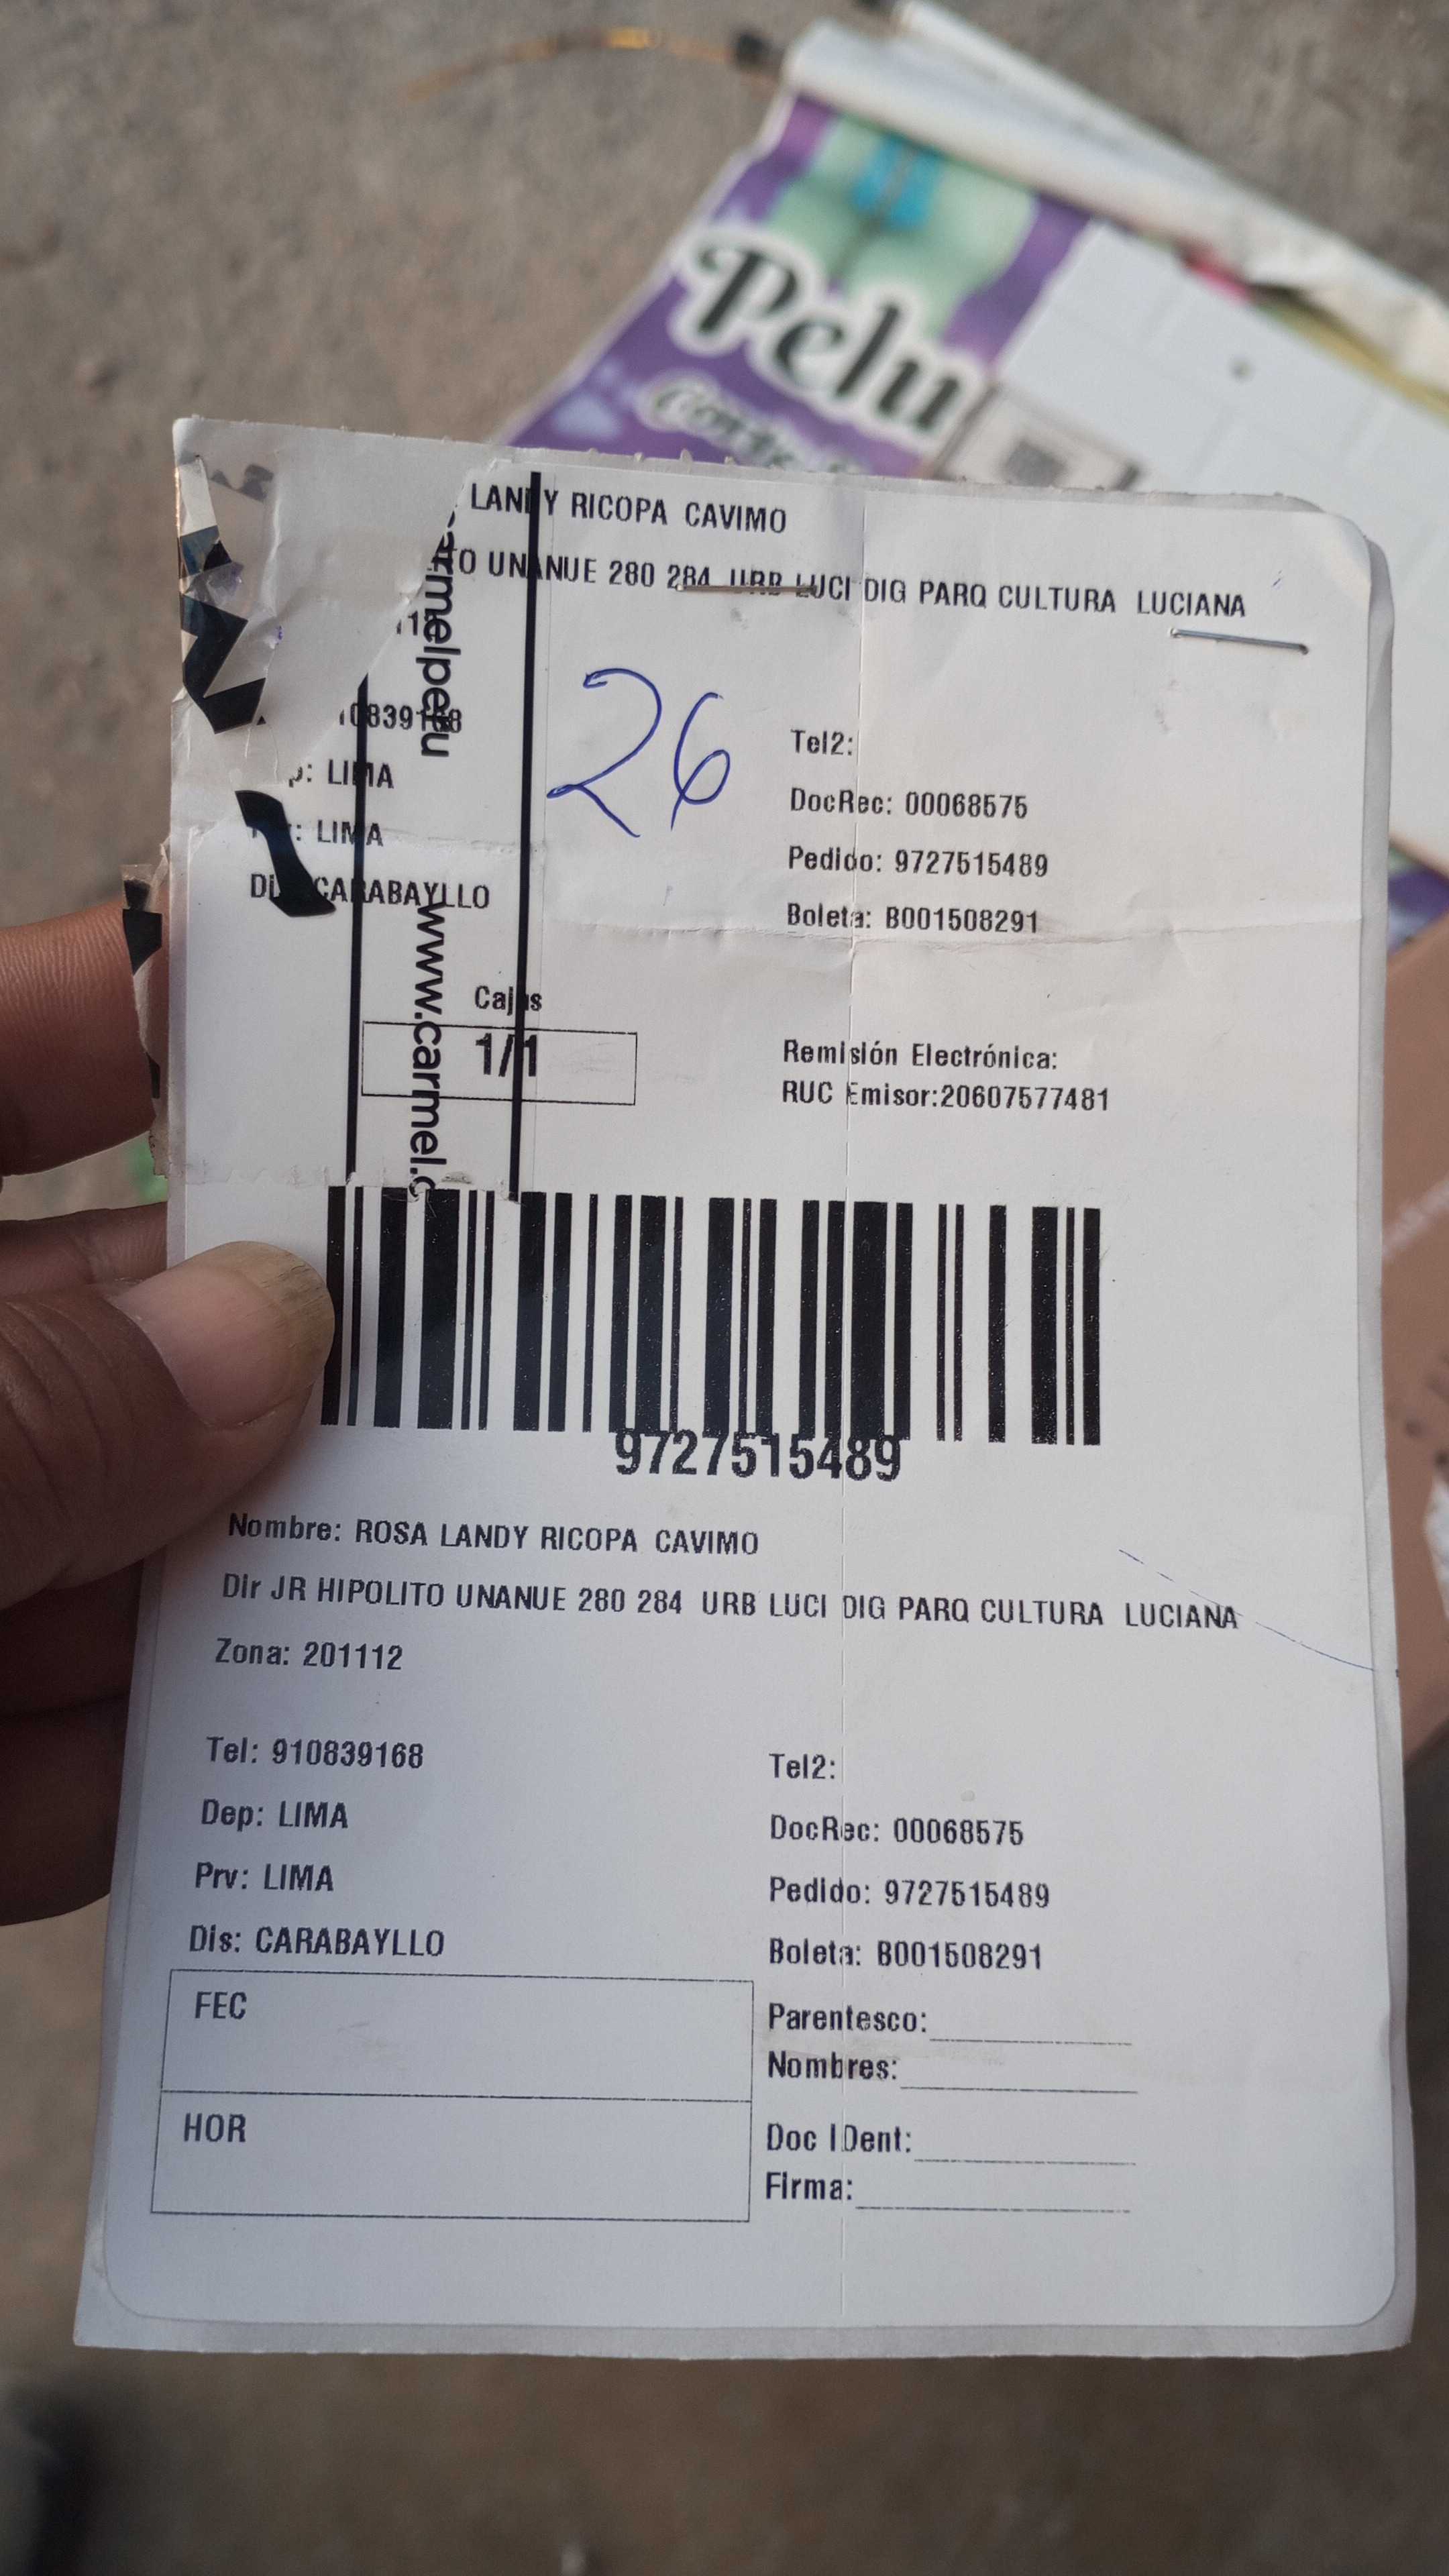 Pelu
LANDY RICOPA CAVIMO
TO UNANUE 280 284 URB LUCI DIG PARQ CULTURA LUCIANA
10839168
26
Tel2:
: LIMA
DocRec: 00068575
: LIMA
Pedido: 9727515489
CARABAYLLO
Boleta: B001508291
armelperu
www.carmel.c
Cajas
1/1
Remisión Electrónica:
RUC Emisor:20607577481
9727515489
Nombre: ROSA LANDY RICOPA CAVIMO
Dir JR HIPOLITO UNANUE 280 284 URB LUCI DIG PARQ CULTURA LUCIANA
Zona: 201112
Tel: 910839168
Tel2:
Dep: LIMA
DocRec: 00068575
Prv: LIMA
Pedido: 9727515489
Dis: CARABAYLLO
Boleta: B001508291
FEC
Parentesco:
Nombres:
HOR
Doc IDent:
Firma: